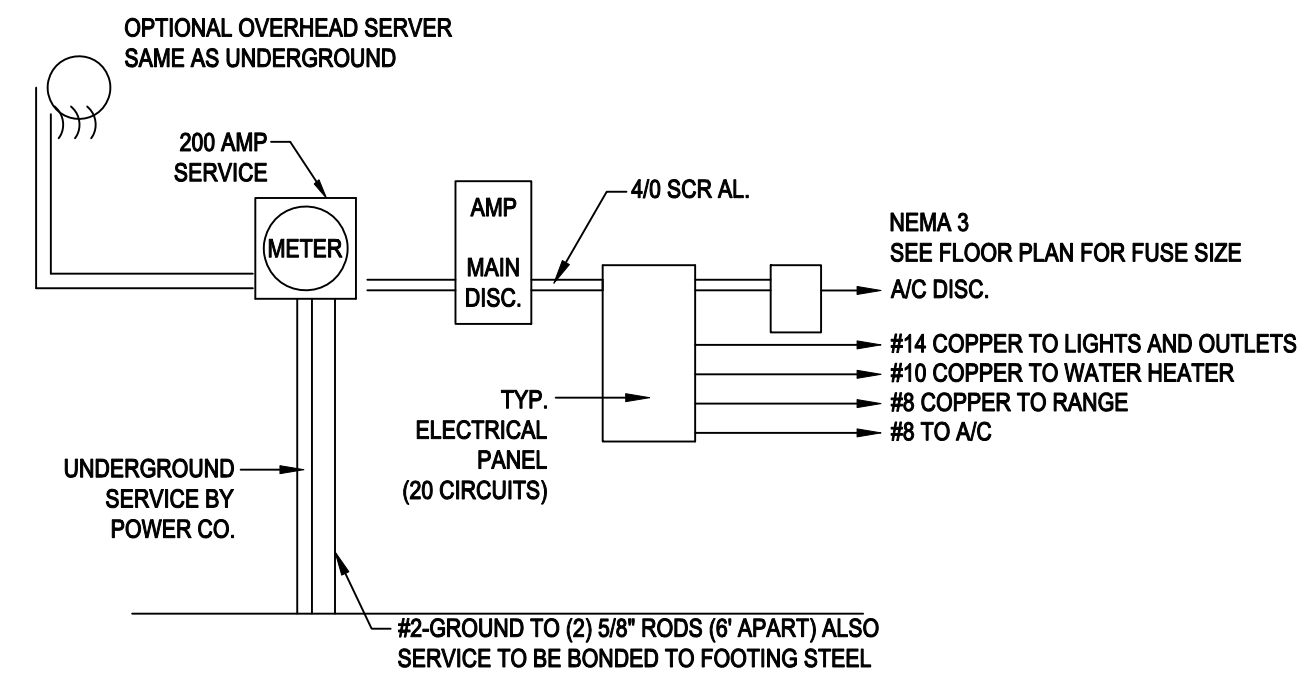 OPTIONAL OVERHEAD SERVER
SAME AS UNDERGROUND
200 AMP
SERVICE
METER
AMP
MAIN
DISC.
4/0 SCR AL.
NEMA 3
SEE FLOOR PLAN FOR FUSE SIZE
A/C DISC.
#14 COPPER TO LIGHTS AND OUTLETS
#10 COPPER TO WATER HEATER
#8 COPPER TO RANGE
#8 TO A/C
TYP.
ELECTRICAL
PANEL
(20 CIRCUITS)
UNDERGROUND
SERVICE BY
POWER CO.
#2-GROUND TO (2) 5/8" RODS (6' APART) ALSO
SERVICE TO BE BONDED TO FOOTING STEEL